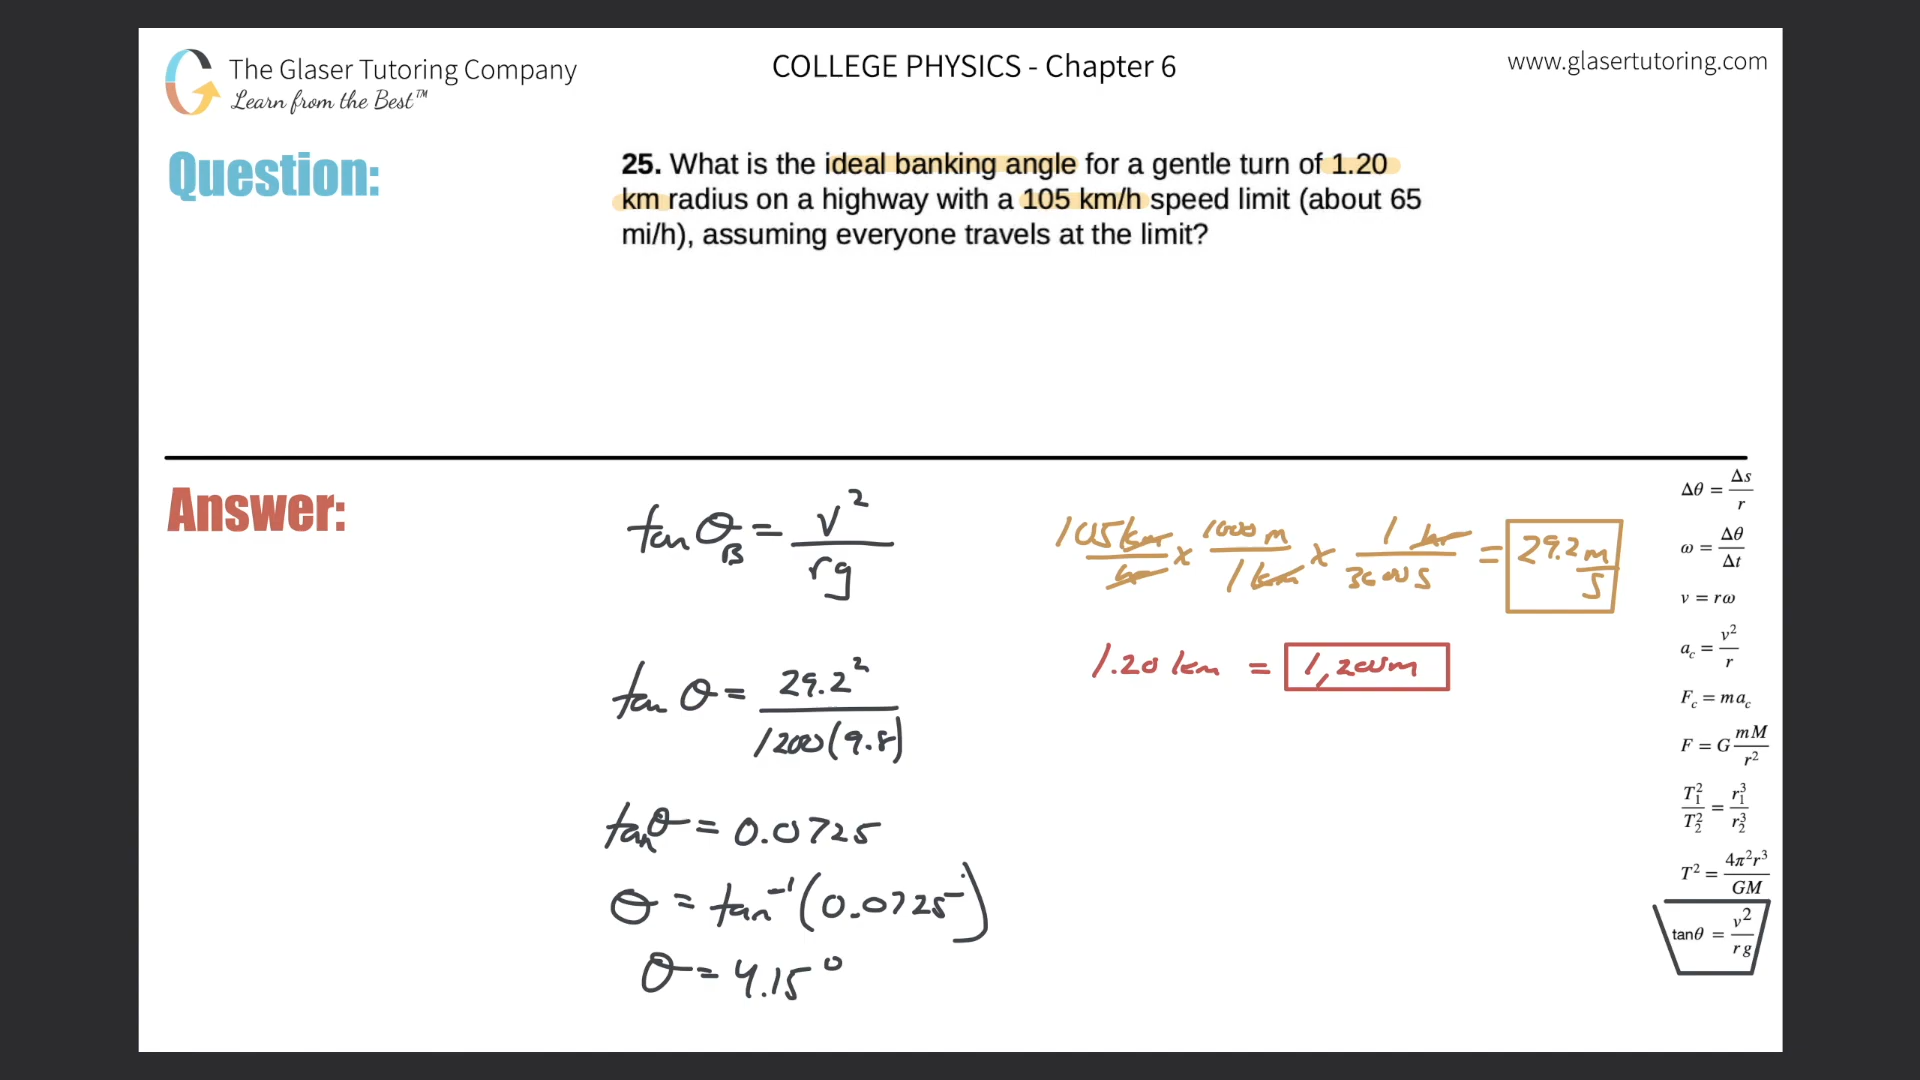 The Glaser Tutoring Company
Learn from the Best™
COLLEGE PHYSICS - Chapter 6
www.glasertutoring.com
Question:
25. What is the ideal banking angle for a gentle turn of 1.20
km radius on a highway with a 105 km/h speed limit (about 65
mi/h), assuming everyone travels at the limit?
Answer:
tan θ_B = v²/rg
tan θ = 29.2²/1200(9.8)
tan θ = 0.0725
θ = tan⁻¹(0.0725)
θ = 4.15°
105 km/hr × 1000 m/1 km × 1 hr/3600 s = 29.2 m/s
1.20 km = 1,200m
Δθ = Δs/r
ω = Δθ/Δt
v = rω
a_c = v²/r
F_c = ma_c
F = G mM/r²
T₁²/T₂² = r₁³/r₂³
T² = 4π²r³/GM
tanθ = v²/rg